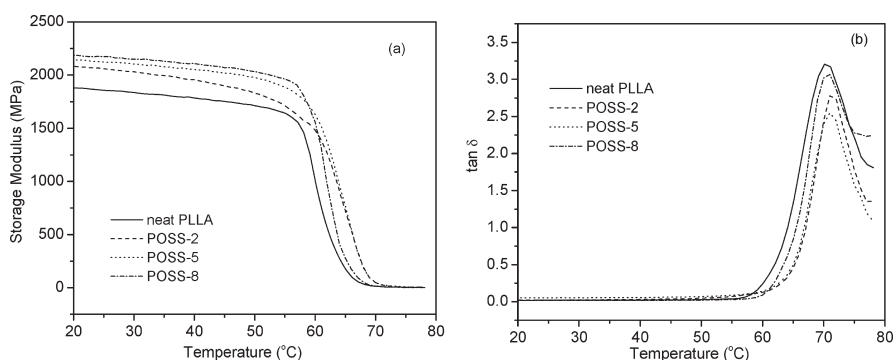 (a)
2500
2000
1500
1000
500
0
Storage Modulus (MPa)
neat PLLA
POSS-2
POSS-5
POSS-8
20 30 40 50 60 70 80
Temperature (°C)
(b)
3.5
3.0
2.5
2.0
1.5
1.0
0.5
0.0
tan δ
neat PLLA
POSS-2
POSS-5
POSS-8
20 30 40 50 60 70 80
Temperature (°C)